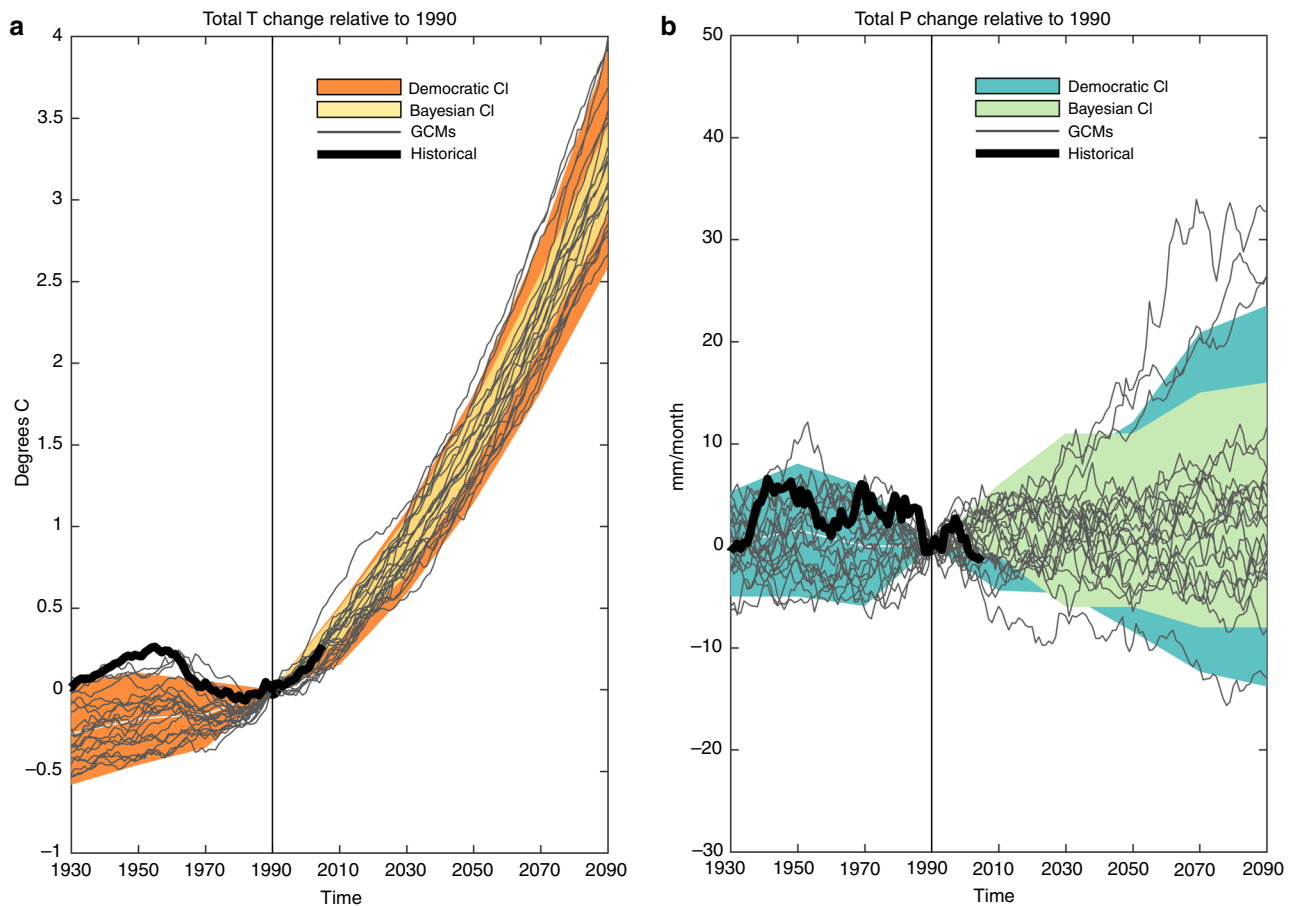 a
Total T change relative to 1990
4
3.5
3
2.5
2
1.5
1
0.5
0
−0.5
−1
Degrees C
Democratic CI
Bayesian CI
GCMs
Historical
1930 1950 1970 1990 2010 2030 2050 2070 2090
Time
b
Total P change relative to 1990
50
40
30
20
10
0
−10
−20
−30
mm/month
Democratic CI
Bayesian CI
GCMs
Historical
1930 1950 1970 1990 2010 2030 2050 2070 2090
Time